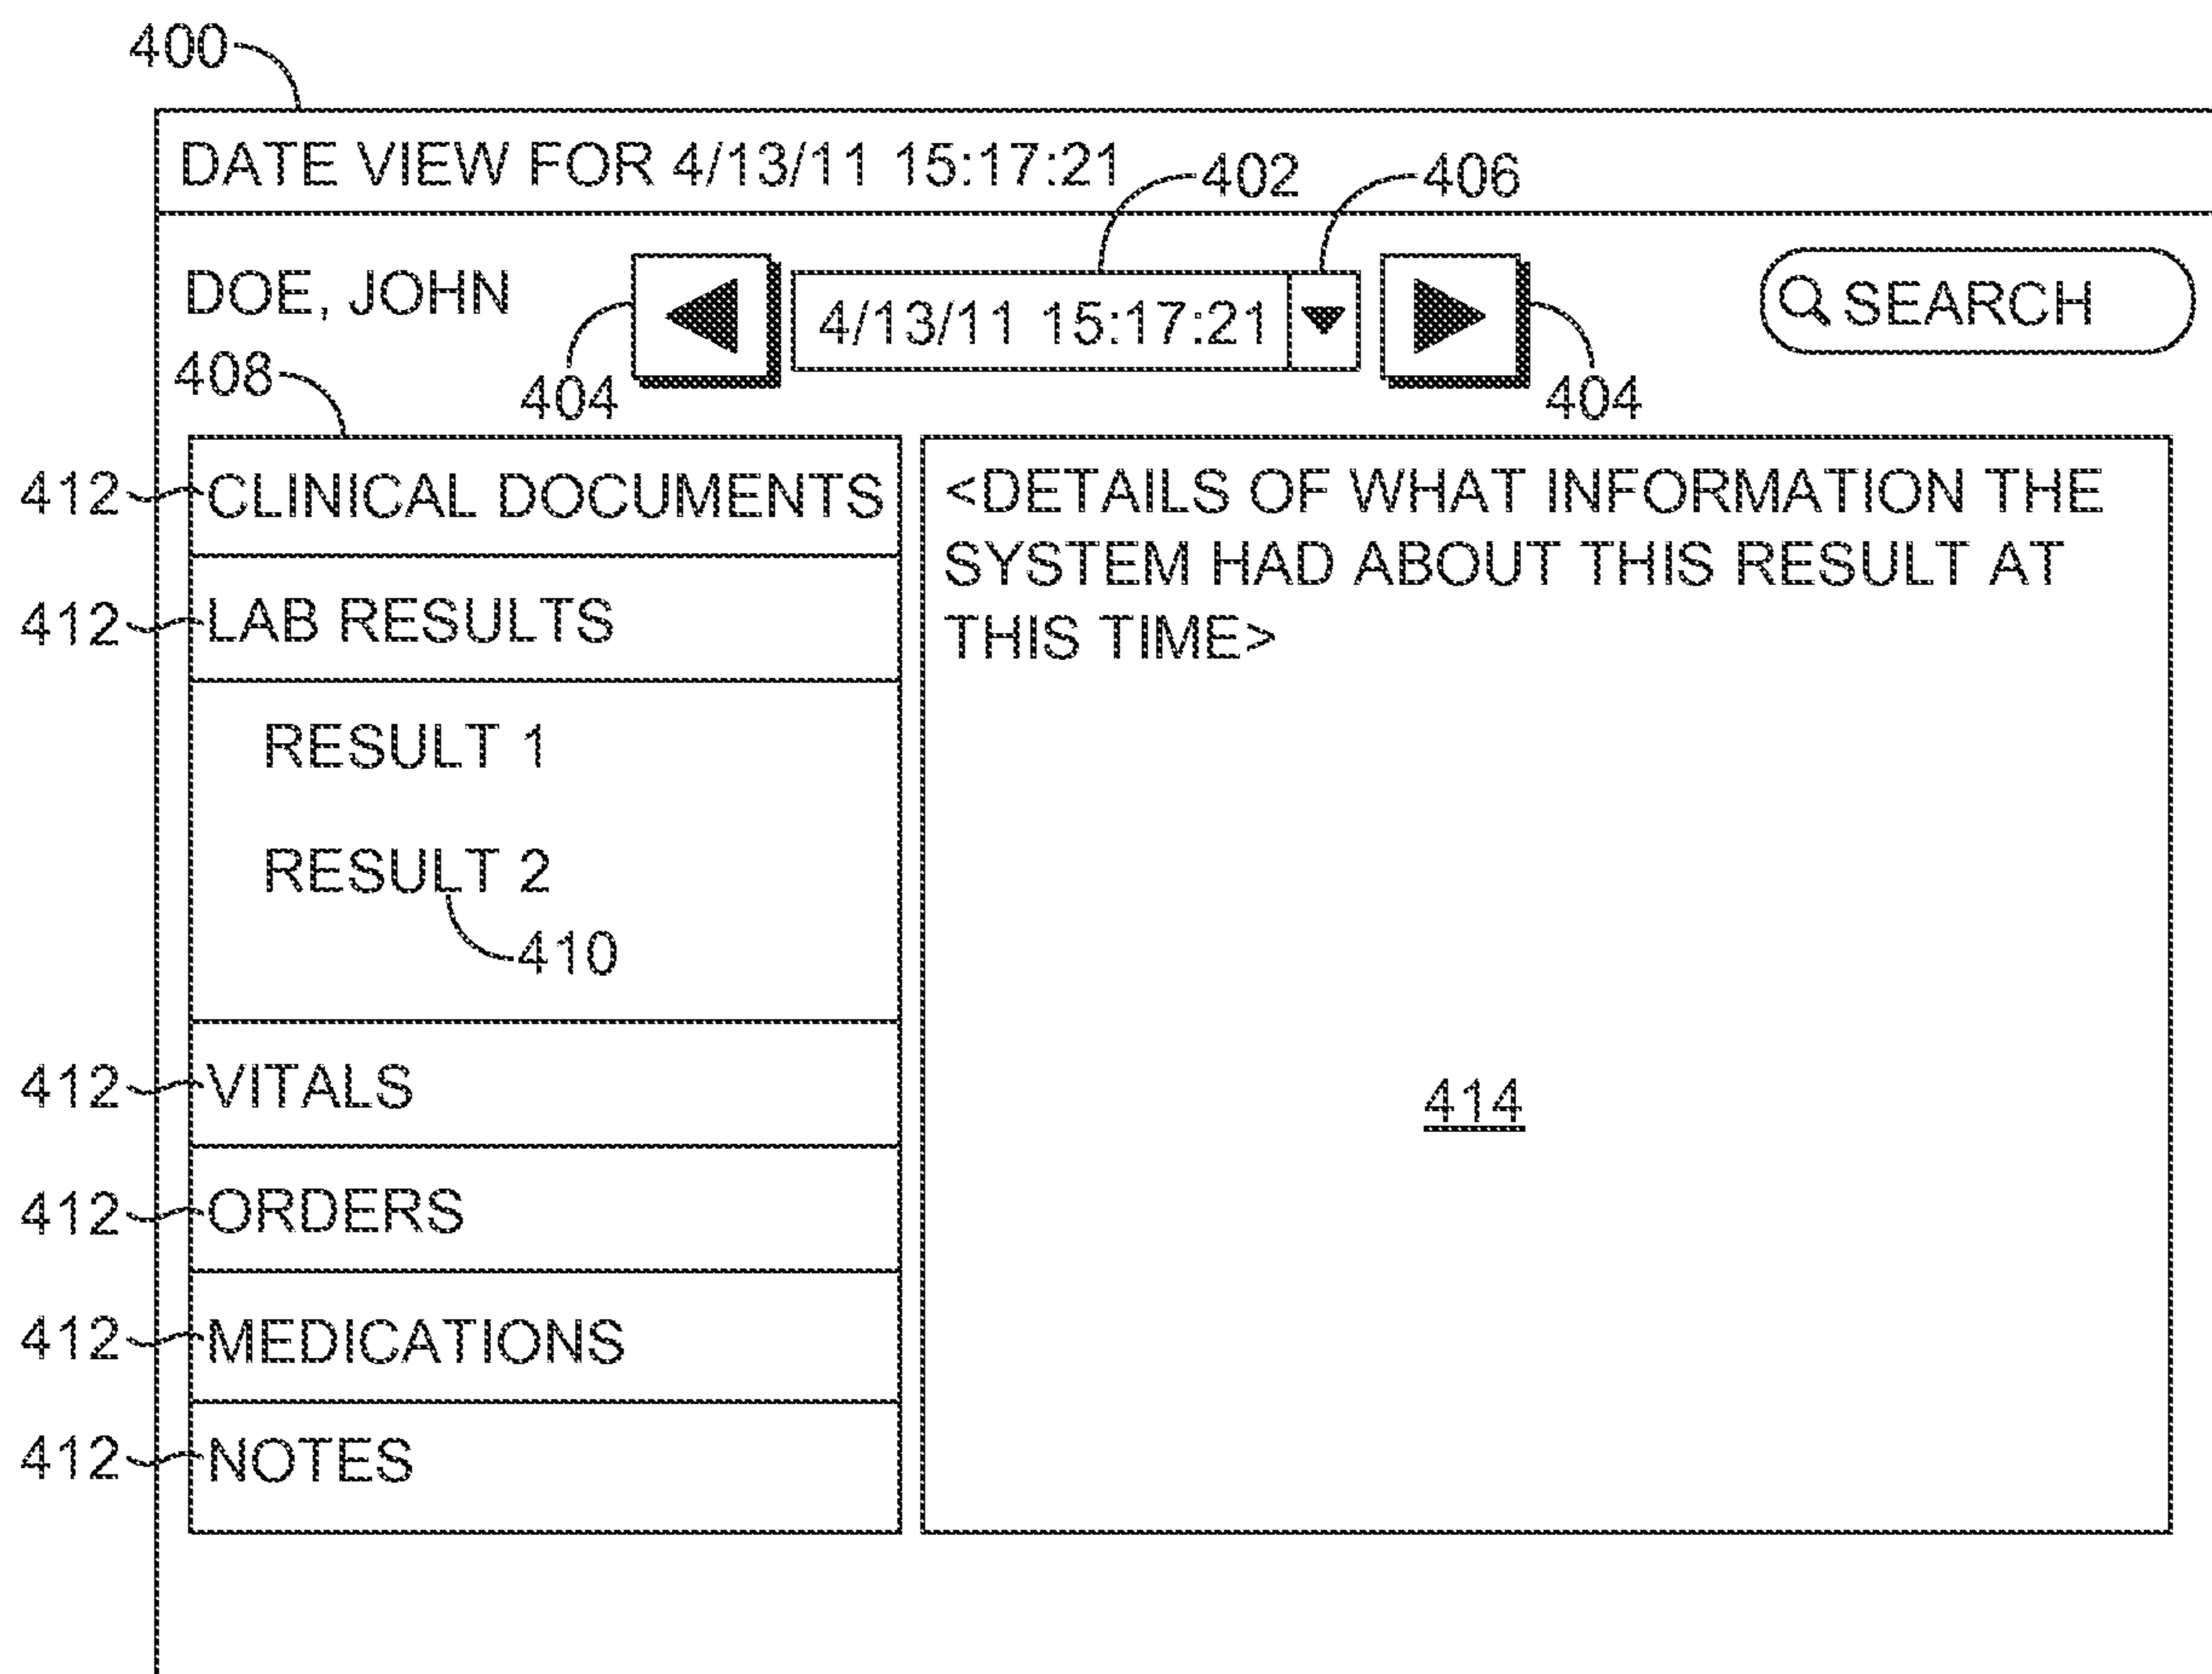 400
DATE VIEW FOR 4/13/11 15:17:21
402
406
DOE, JOHN
4/13/11 15:17:21
SEARCH
408
404
404
412
CLINICAL DOCUMENTS
<DETAILS OF WHAT INFORMATION THE
SYSTEM HAD ABOUT THIS RESULT AT
THIS TIME>
412
LAB RESULTS
RESULT 1
RESULT 2
410
412
VITALS
414
412
ORDERS
412
MEDICATIONS
412
NOTES